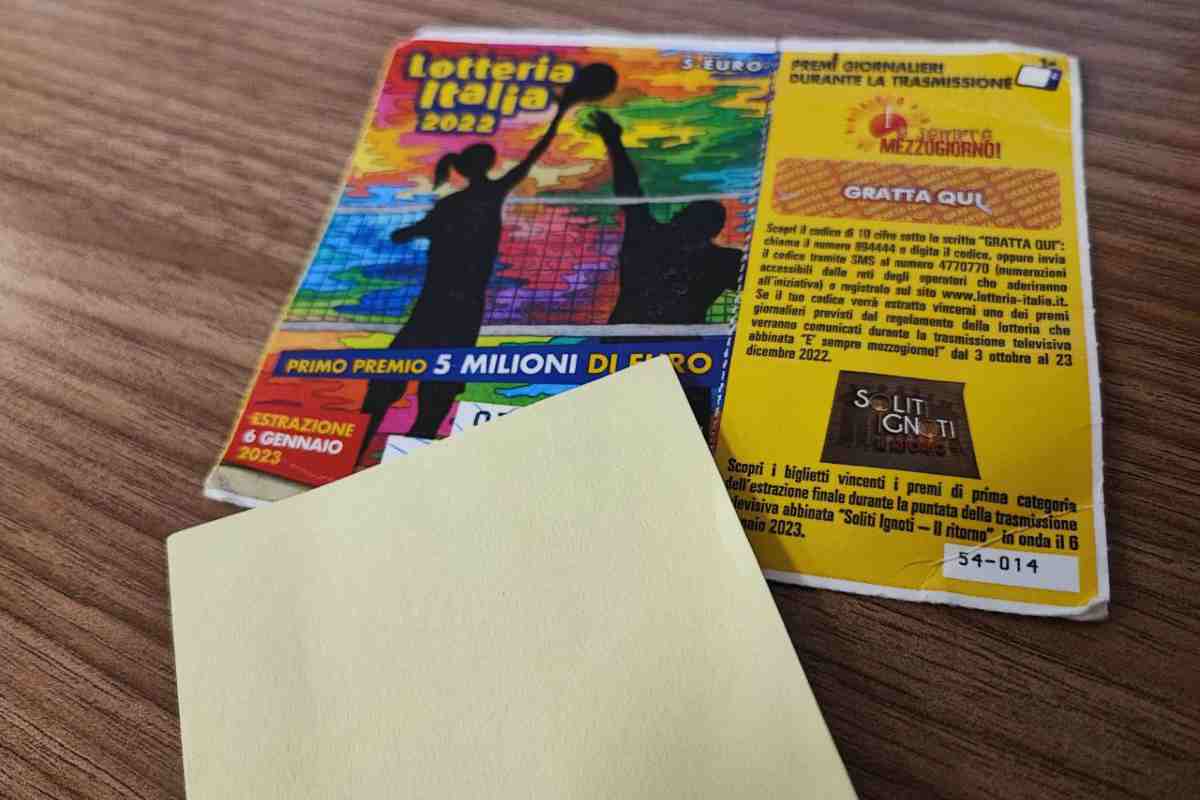 Lotteria
Italia
2022
5 EURO
PRIMO PREMIO 5 MILIONI DI EURO
ESTRAZIONE
6 GENNAIO
2023
PREMI GIORNALIERI
DURANTE LA TRASMISSIONE
È sempre
MEZZOGIORNO!
GRATTA QUI
Scopri il codice di 10 cifre sotto la scritta "GRATTA QUI":
chiama il numero 894444 e digita il codice, oppure invia
il codice tramite SMS al numero 4770770 (numerazioni
accessibili dalle reti degli operatori che aderiranno
all'iniziativa) o registralo sul sito www.lotteria-italia.it.
Se il tuo codice verrà estratto vincerai uno dei premi
giornalieri previsti dal regolamento della lotteria che
verranno comunicati durante la trasmissione televisiva
abbinata "E' sempre mezzogiorno!" dal 3 ottobre al 23
dicembre 2022.
SOLITI
IGNOTI
Scopri i biglietti vincenti i premi di prima categoria
dell'estrazione finale durante la puntata della trasmissione
televisiva abbinata "Soliti Ignoti – Il ritorno" in onda il 6
nnaio 2023.
54-014